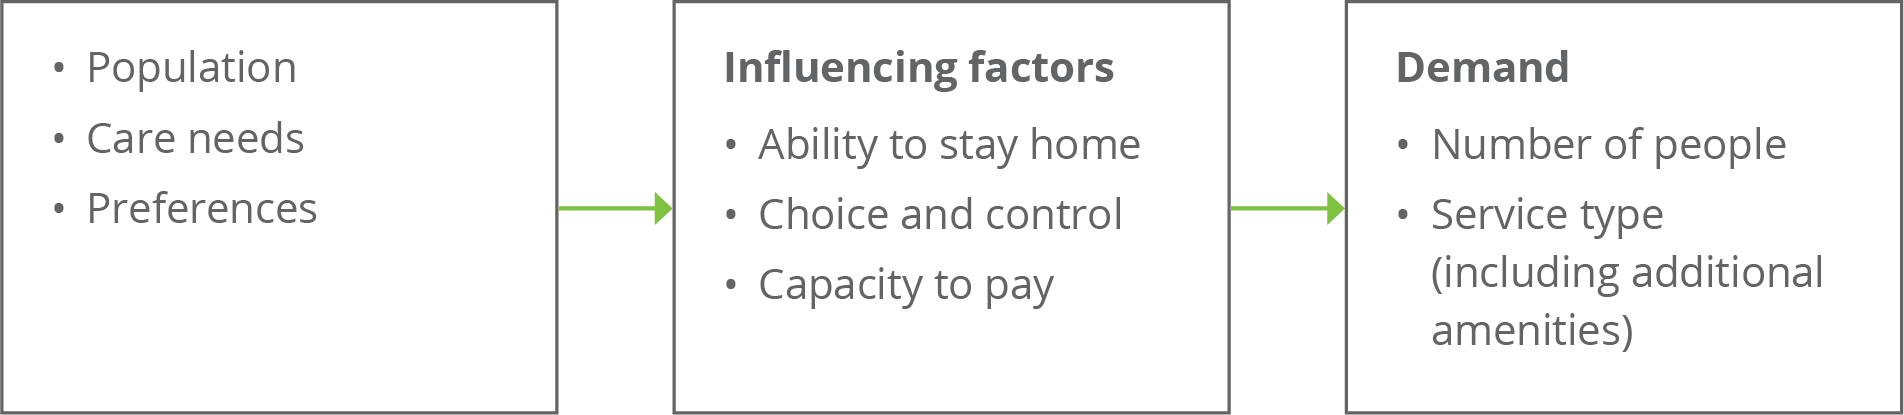 • Population
• Care needs
• Preferences
Influencing factors
• Ability to stay home
• Choice and control
• Capacity to pay
Demand
• Number of people
• Service type
(including additional
amenities)